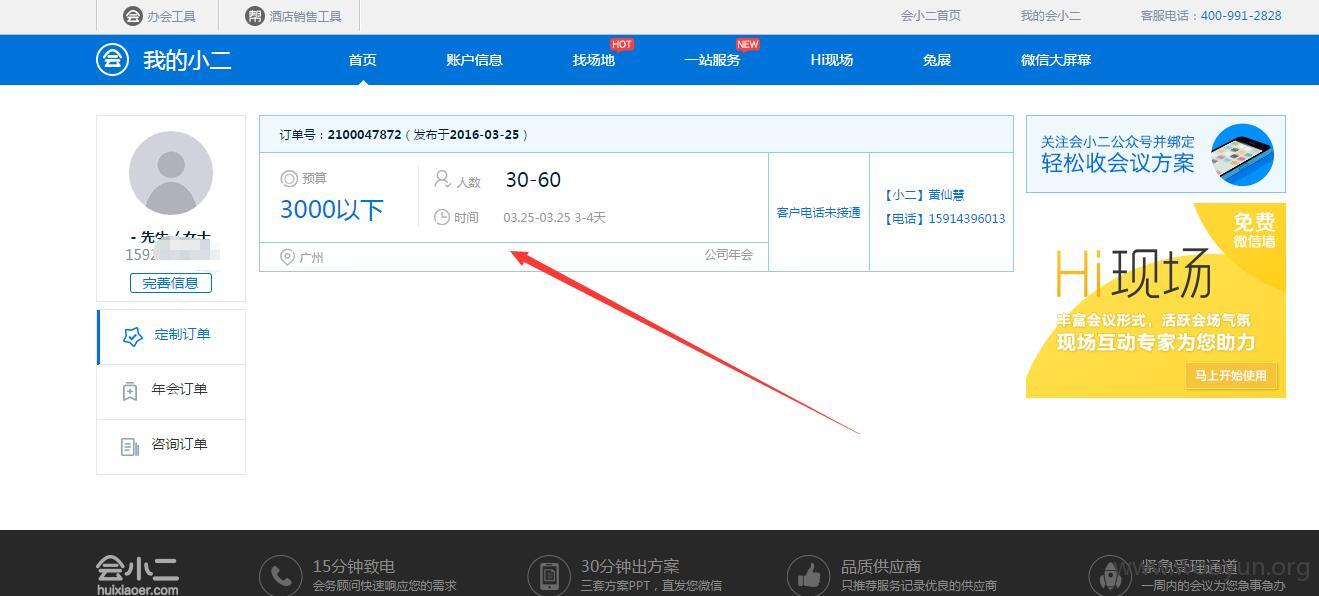 会 办会工具
帮 酒店销售工具
会小二首页
我的会小二
客服电话：400-991-2828
会 我的小二
首页
账户信息
找场地
HOT
一站服务
NEW
Hi现场
兔展
微信大屏幕
- 先生/女士
1592
完善信息
定制订单
年会订单
咨询订单
订单号：2100047872（发布于2016-03-25）
预算
3000以下
人数 30-60
时间 03.25-03.25 3-4天
广州
公司年会
客户电话未接通
【小二】黄仙慧
【电话】15914396013
关注会小二公众号并绑定
轻松收会议方案
免费
微信墙
Hi现场
丰富会议形式，活跃会场气氛
现场互动专家为您助力
马上开始使用
会小二
huixiaoer.com
15分钟致电
会务顾问快速响应您的需求
30分钟出方案
三套方案PPT，直发您微信
品质供应商
只推荐服务记录优良的供应商
紧急受理通道
一周内的会议为您急事急办
www.wooyun.org